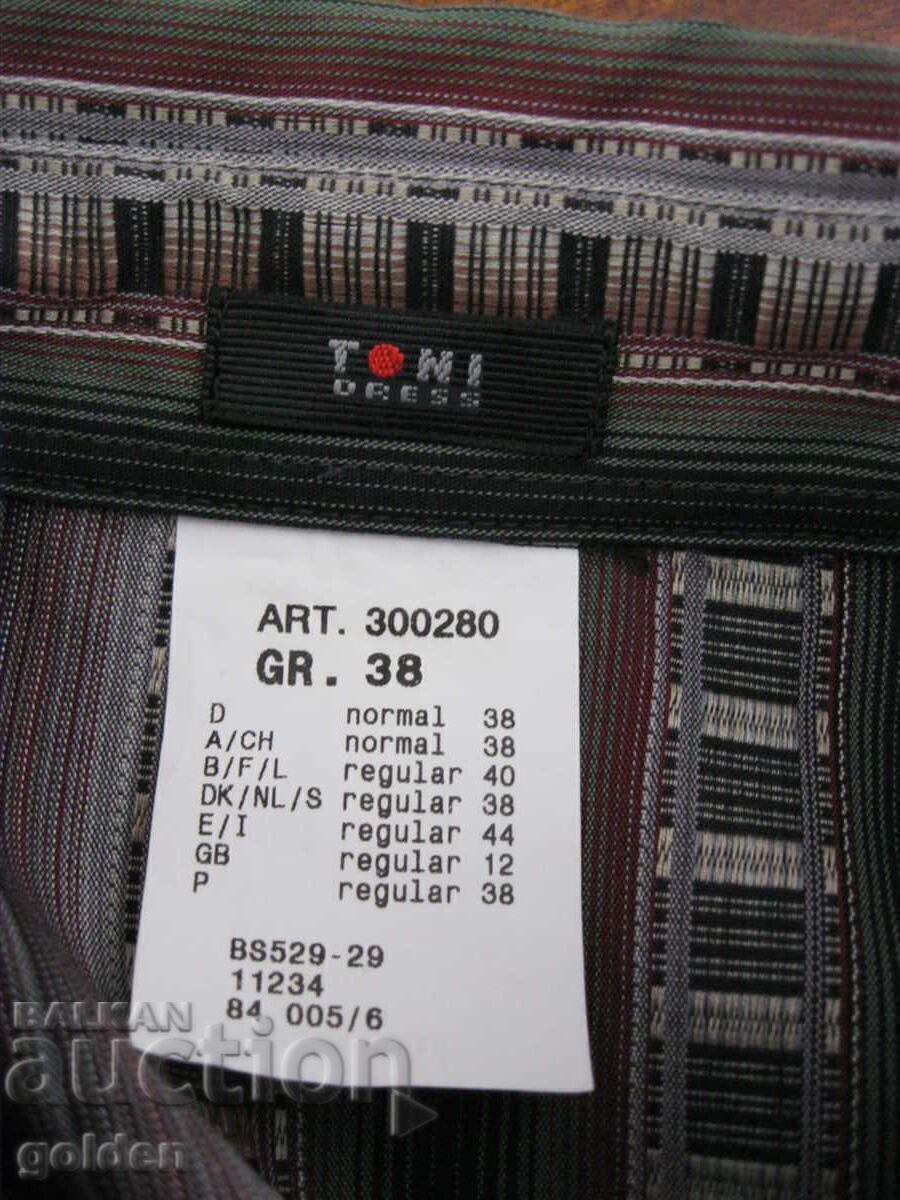 TONI
DRESS
ART. 300280
GR. 38
D normal 38
A/CH normal 38
B/F/L regular 40
DK/NL/S regular 38
E/I regular 44
GB regular 12
P regular 38
BS529-29
11234
84 005/6
BALKAN
auction
golden